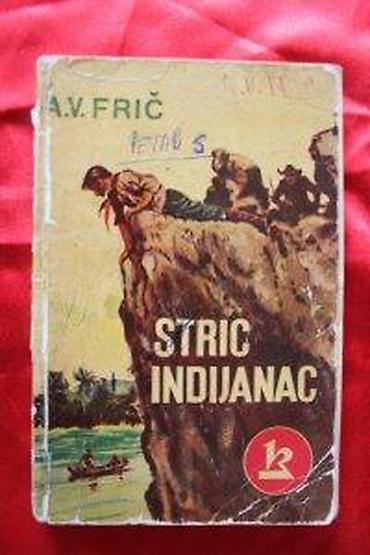 A.V. FRIČ
STRIC
INDIJANAC
k